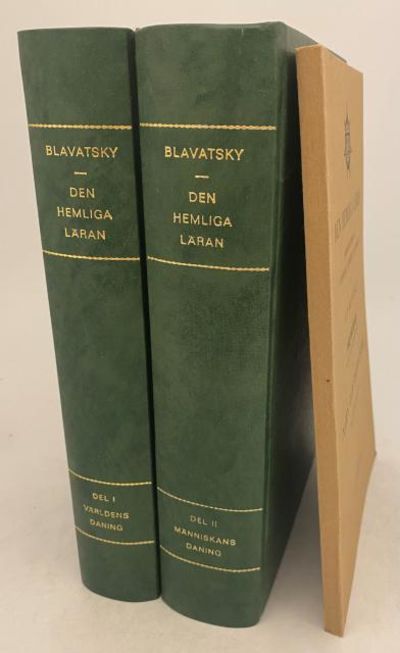 BLAVATSKY
DEN
HEMLIGA
LÄRAN
DEL I
VÄRLDENS
DANING
BLAVATSKY
DEN
HEMLIGA
LÄRAN
DEL II
MÄNNISKANS
DANING